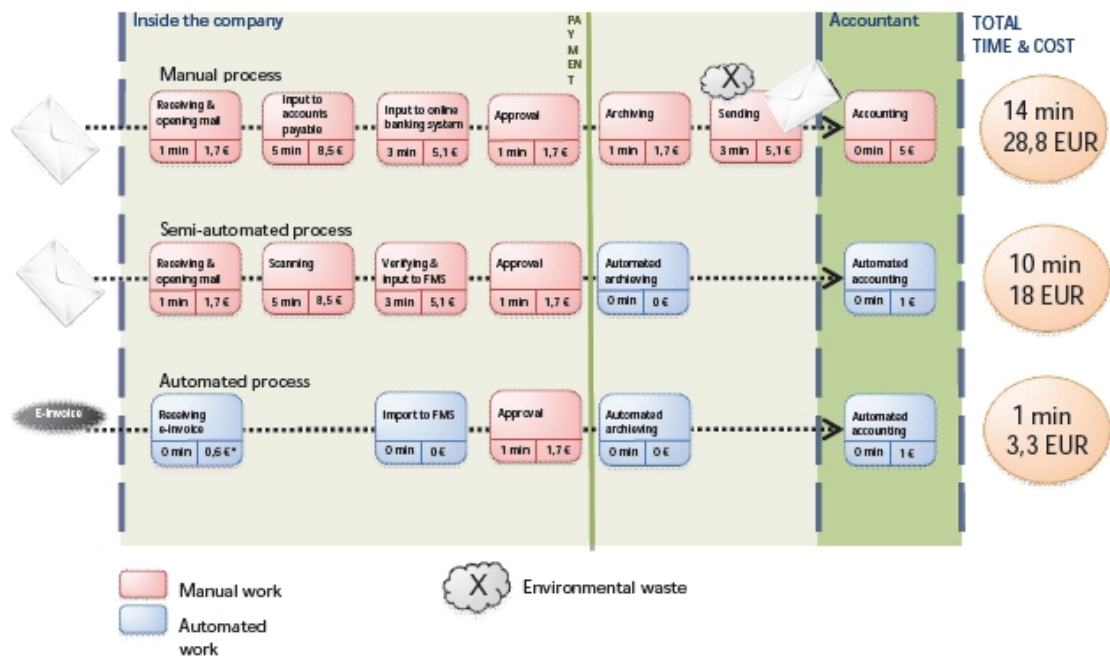 Inside the company
PAYMENT
Accountant
TOTAL
TIME & COST
Manual process
Receiving &
opening mail
1 min 1,7 €
Input to
accounts
payable
5 min 8,5 €
Input to online
banking system
3 min 5,1 €
Approval
1 min 1,7 €
Archiving
1 min 1,7 €
X
Sending
3 min 5,1 €
Accounting
0 min 5 €
14 min
28,8 EUR
Semi-automated process
Receiving &
opening mail
1 min 1,7 €
Scanning
5 min 8,5 €
Verifying &
input to FMS
3 min 5,1 €
Approval
1 min 1,7 €
Automated
archieving
0 min 0 €
Automated
accounting
0 min 1 €
10 min
18 EUR
Automated process
E-invoice
Receiving
e-invoice
0 min 0,6 €*
Import to FMS
0 min 0 €
Approval
1 min 1,7 €
Automated
archieving
0 min 0 €
Automated
accounting
0 min 1 €
1 min
3,3 EUR
Manual work
X Environmental waste
Automated
work